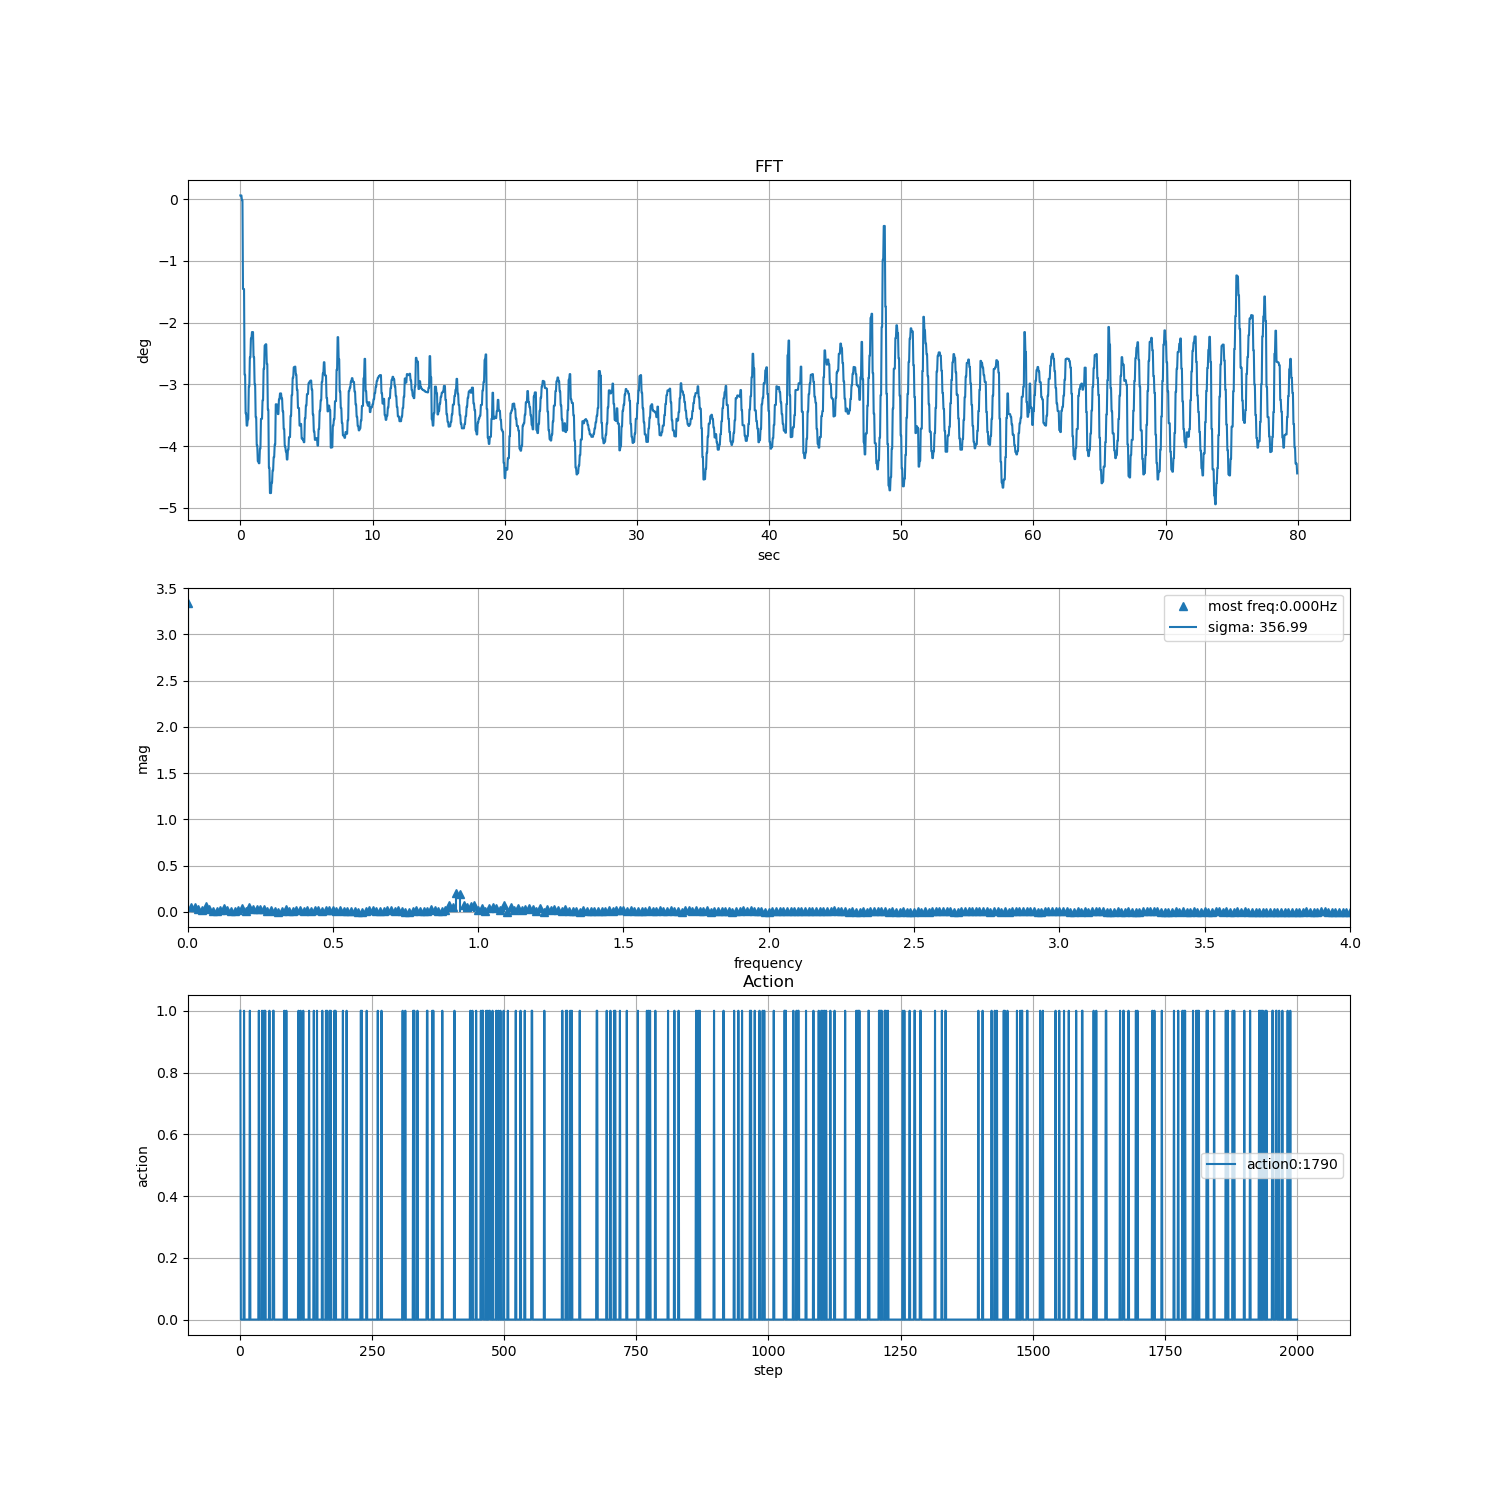 FFT
0
−1
−2
−3
−4
−5
deg
0 10 20 30 40 50 60 70 80
sec
3.5
3.0
2.5
2.0
1.5
1.0
0.5
0.0
mag
most freq:0.000Hz
sigma: 356.99
0.0 0.5 1.0 1.5 2.0 2.5 3.0 3.5 4.0
frequency
Action
1.0
0.8
0.6
0.4
0.2
0.0
action
action0:1790
0 250 500 750 1000 1250 1500 1750 2000
step